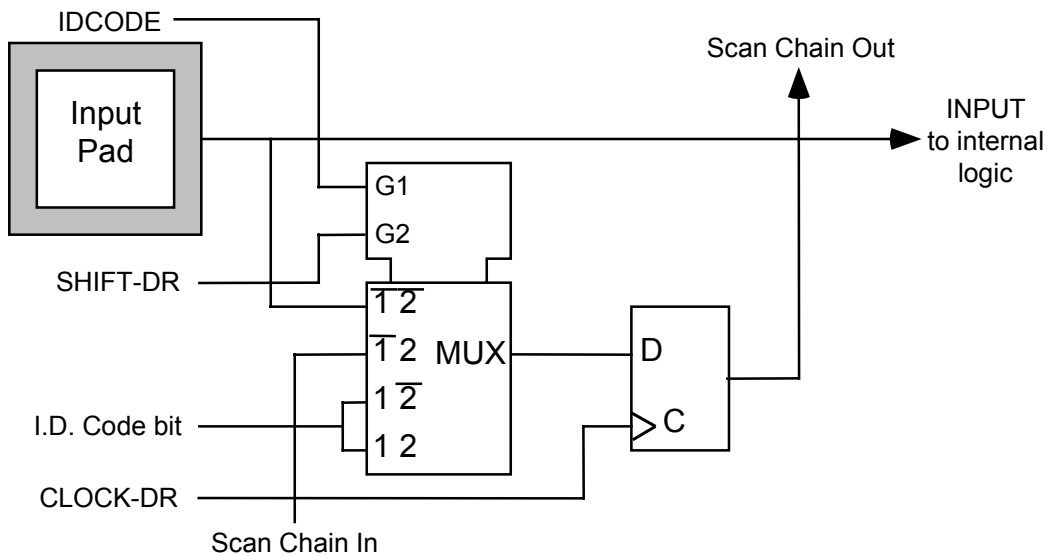 IDCODE
Input
Pad
Scan Chain Out
INPUT
to internal
logic
G1
G2
SHIFT-DR
1̅ 2̅
1̅ 2
MUX
1 2̅
1 2
D
C
I.D. Code bit
CLOCK-DR
Scan Chain In